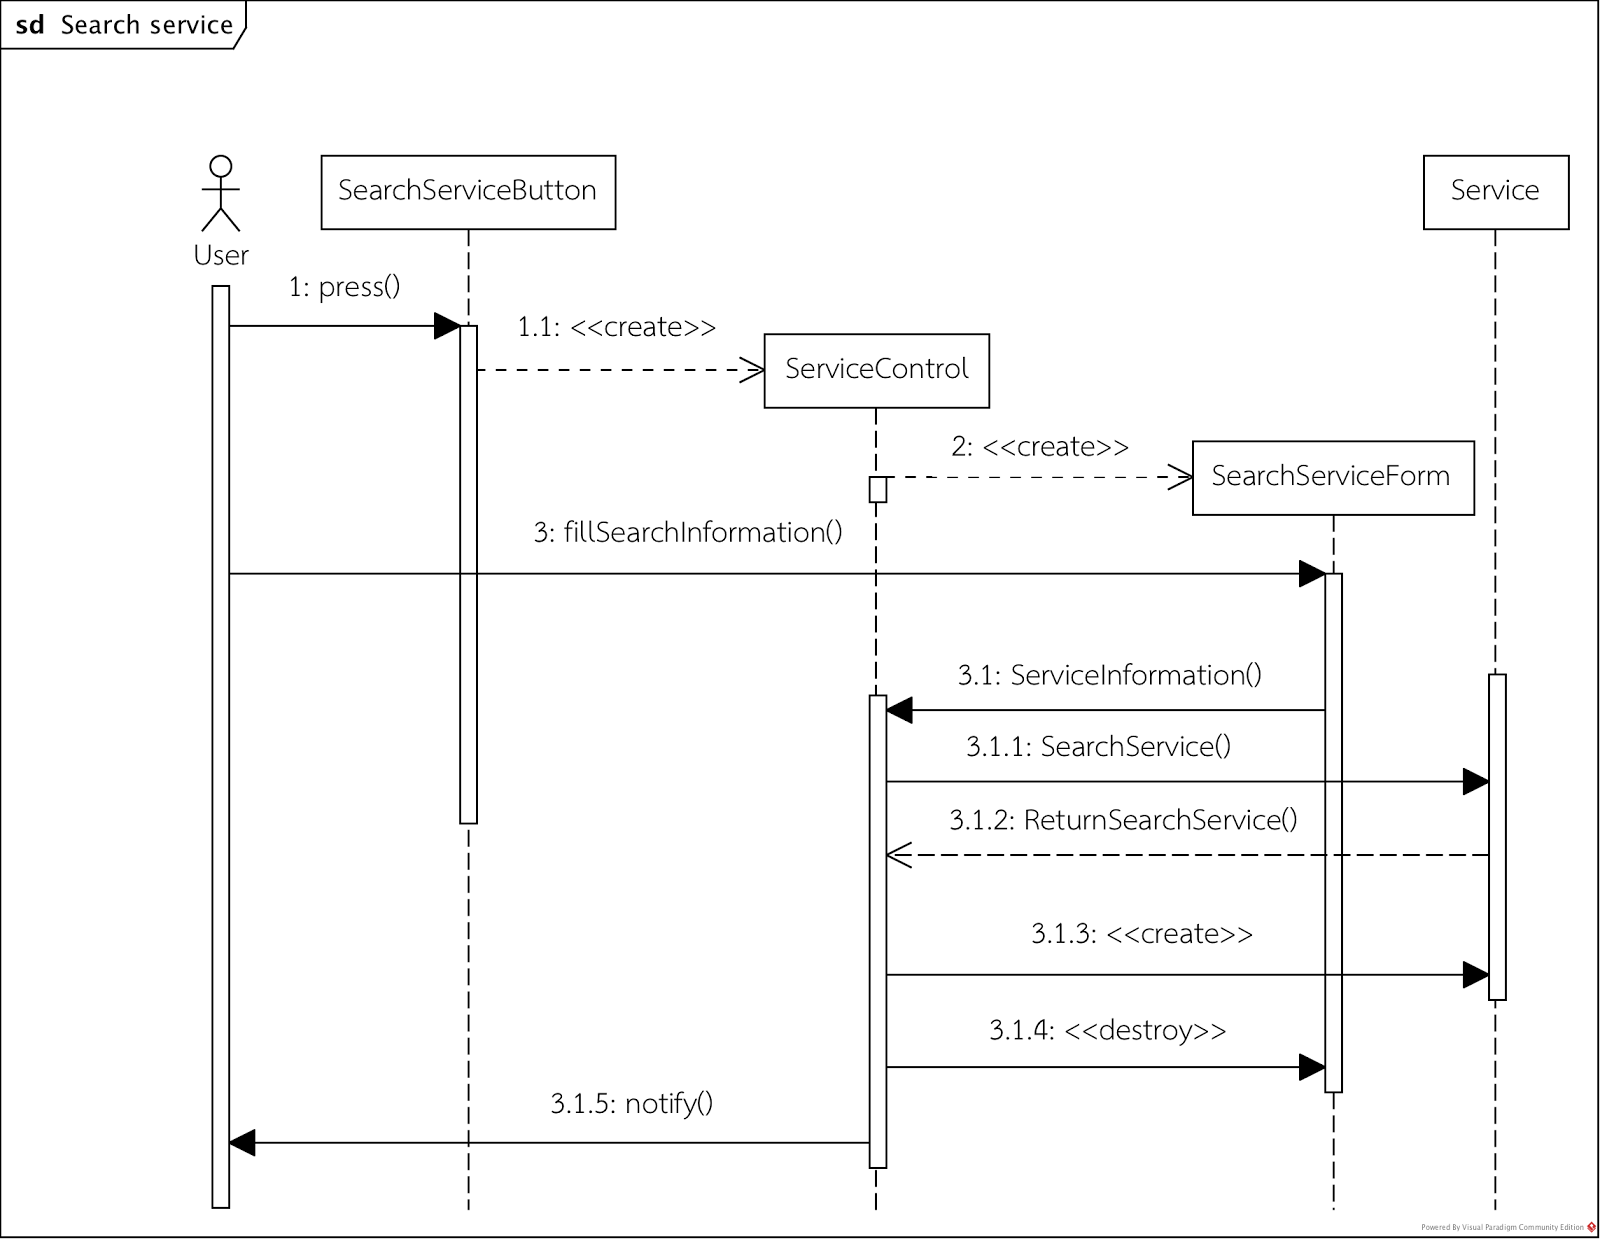 sd Search service
SearchServiceButton
Service
User
1: press()
1.1: <<create>>
ServiceControl
2: <<create>>
SearchServiceForm
3: fillSearchInformation()
3.1: ServiceInformation()
3.1.1: SearchService()
3.1.2: ReturnSearchService()
3.1.3: <<create>>
3.1.4: <<destroy>>
3.1.5: notify()
Powered By Visual Paradigm Community Edition